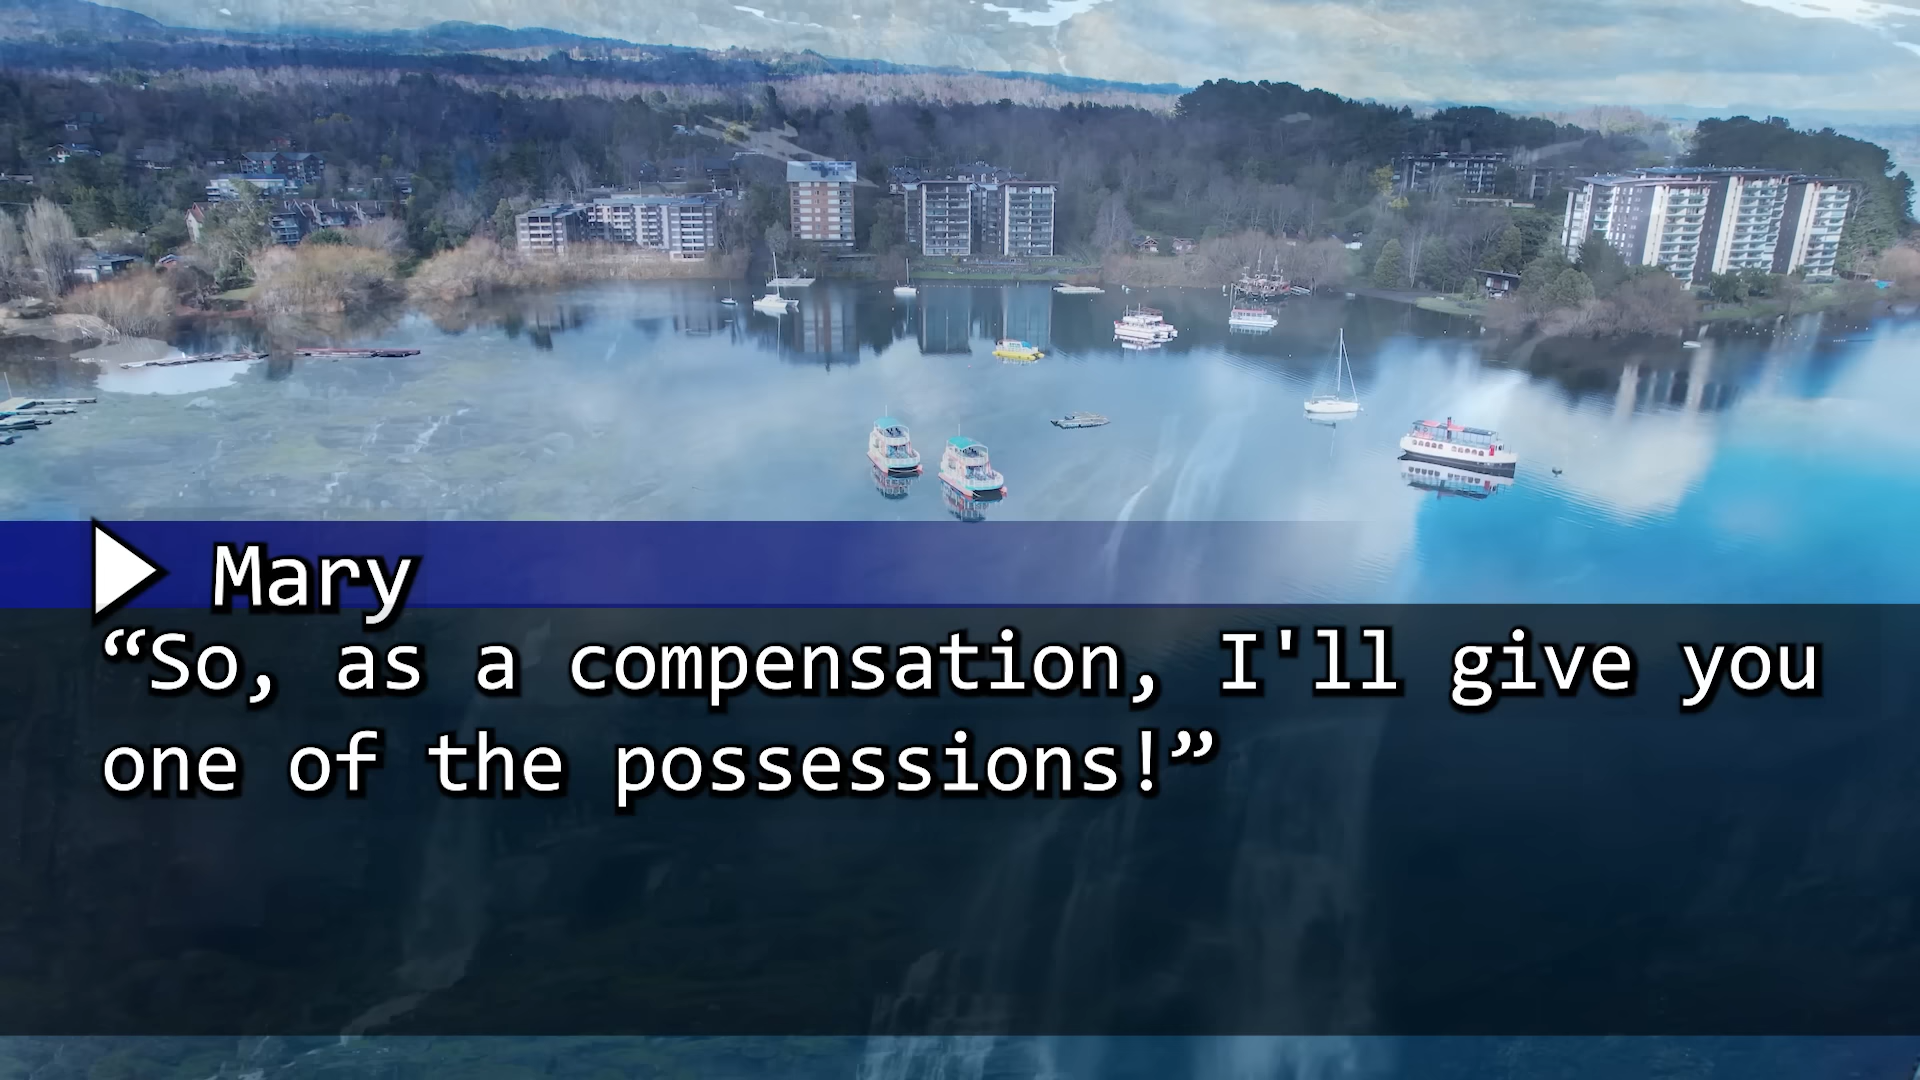 Mary
“So, as a compensation, I'll give you
one of the possessions!”